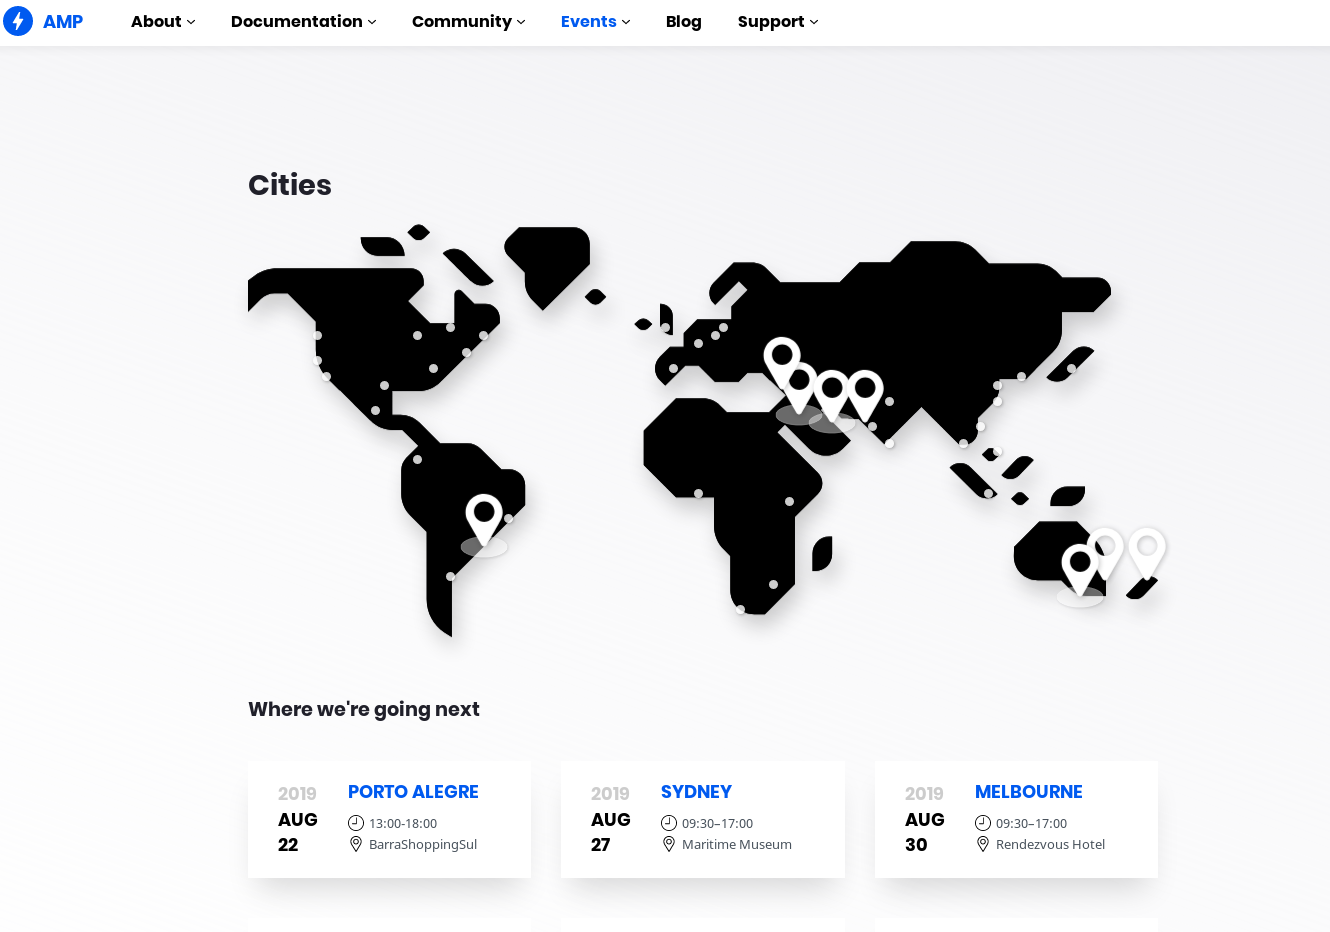 AMP
About
Documentation
Community
Events
Blog
Support
Cities
Where we're going next
2019
AUG
22
PORTO ALEGRE
13:00-18:00
BarraShoppingSul
2019
AUG
27
SYDNEY
09:30–17:00
Maritime Museum
2019
AUG
30
MELBOURNE
09:30–17:00
Rendezvous Hotel